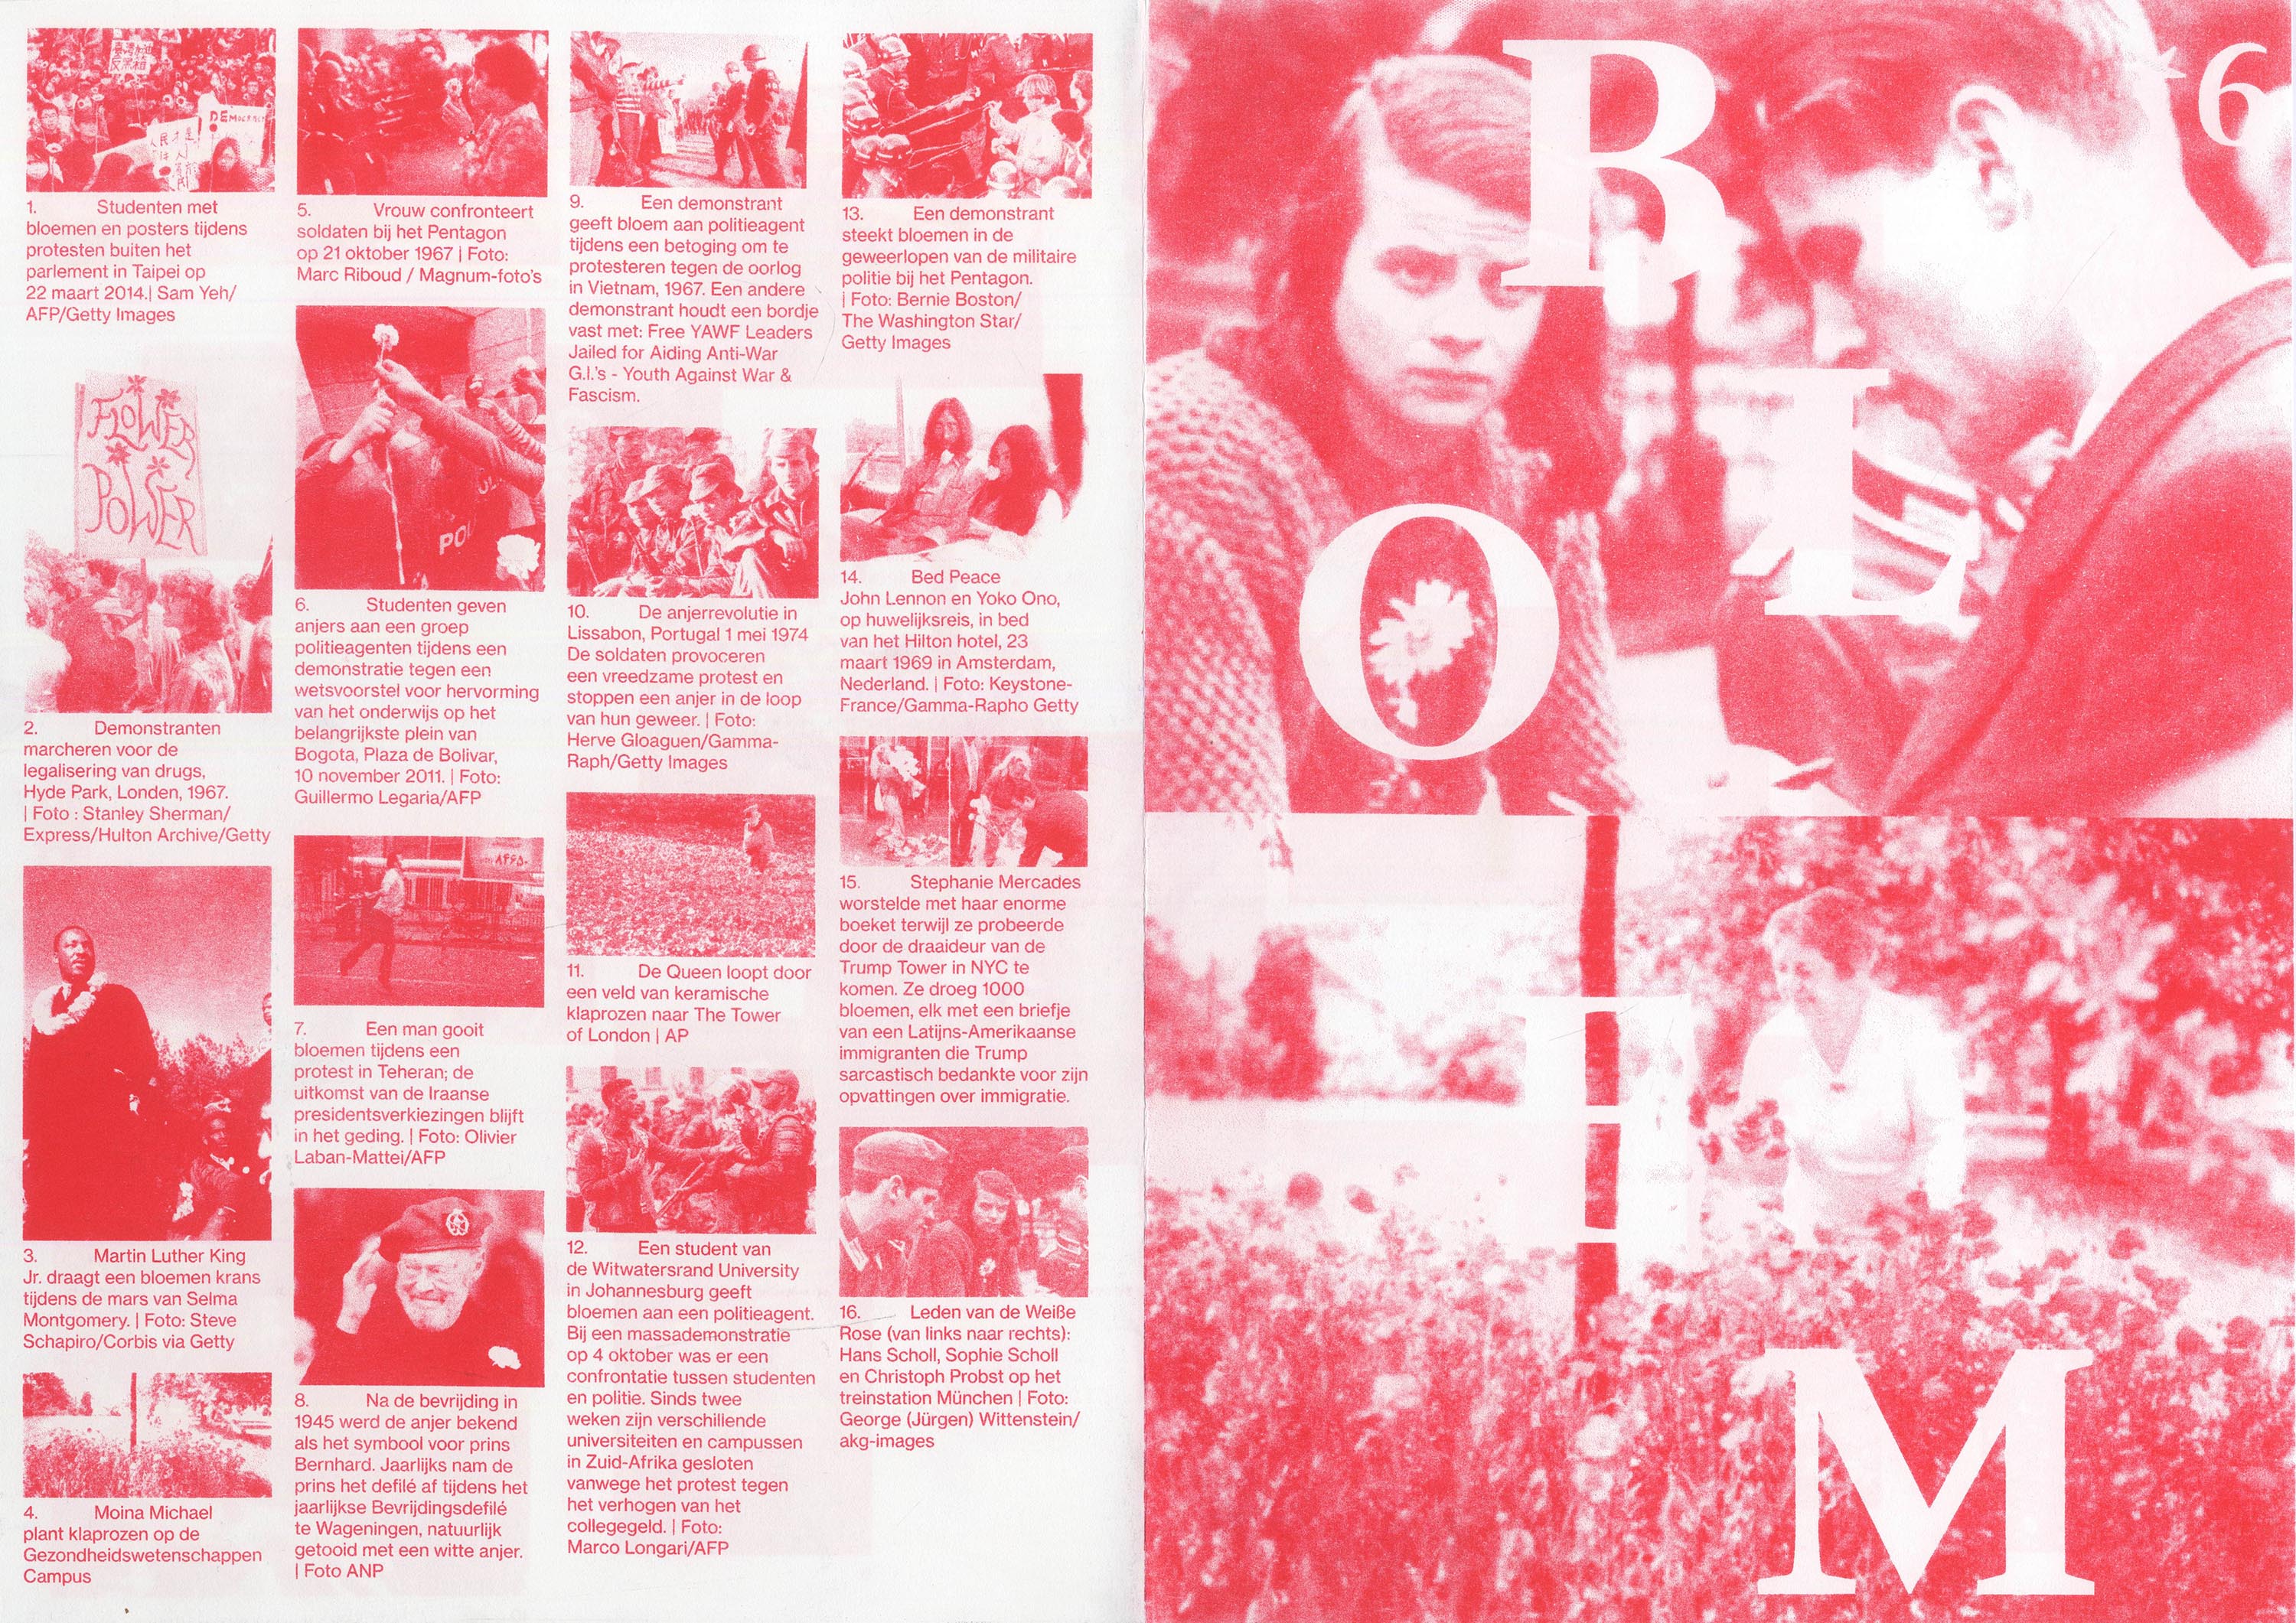 臺灣加油
反黑箱
DEMOCRACY
1. Studenten met
bloemen en posters tijdens
protesten buiten het
parlement in Taipei op
22 maart 2014.| Sam Yeh/
AFP/Getty Images
FLOWER
POWER
2. Demonstranten
marcheren voor de
legalisering van drugs,
Hyde Park, Londen, 1967.
| Foto : Stanley Sherman/
Express/Hulton Archive/Getty
3. Martin Luther King
Jr. draagt een bloemen krans
tijdens de mars van Selma
Montgomery. | Foto: Steve
Schapiro/Corbis via Getty
4. Moina Michael
plant klaprozen op de
Gezondheidswetenschappen
Campus
5. Vrouw confronteert
soldaten bij het Pentagon
op 21 oktober 1967 | Foto:
Marc Riboud / Magnum-foto's
6. Studenten geven
anjers aan een groep
politieagenten tijdens een
demonstratie tegen een
wetsvoorstel voor hervorming
van het onderwijs op het
belangrijkste plein van
Bogota, Plaza de Bolivar,
10 november 2011. | Foto:
Guillermo Legaria/AFP
7. Een man gooit
bloemen tijdens een
protest in Teheran; de
uitkomst van de Iraanse
presidentsverkiezingen blijft
in het geding. | Foto: Olivier
Laban-Mattei/AFP
8. Na de bevrijding in
1945 werd de anjer bekend
als het symbool voor prins
Bernhard. Jaarlijks nam de
prins het defilé af tijdens het
jaarlijkse Bevrijdingsdefilé
te Wageningen, natuurlijk
getooid met een witte anjer.
| Foto ANP
9. Een demonstrant
geeft bloem aan politieagent
tijdens een betoging om te
protesteren tegen de oorlog
in Vietnam, 1967. Een andere
demonstrant houdt een bordje
vast met: Free YAWF Leaders
Jailed for Aiding Anti-War
G.I.'s - Youth Against War &
Fascism.
10. De anjerrevolutie in
Lissabon, Portugal 1 mei 1974
De soldaten provoceren
een vreedzame protest en
stoppen een anjer in de loop
van hun geweer. | Foto:
Herve Gloaguen/Gamma-
Raph/Getty Images
11. De Queen loopt door
een veld van keramische
klaprozen naar The Tower
of London | AP
12. Een student van
de Witwatersrand University
in Johannesburg geeft
bloemen aan een politieagent.
Bij een massademonstratie
op 4 oktober was er een
confrontatie tussen studenten
en politie. Sinds twee
weken zijn verschillende
universiteiten en campussen
in Zuid-Afrika gesloten
vanwege het protest tegen
het verhogen van het
collegegeld. | Foto:
Marco Longari/AFP
13. Een demonstrant
steekt bloemen in de
geweerlopen van de militaire
politie bij het Pentagon.
| Foto: Bernie Boston/
The Washington Star/
Getty Images
14. Bed Peace
John Lennon en Yoko Ono,
op huwelijksreis, in bed
van het Hilton hotel, 23
maart 1969 in Amsterdam,
Nederland. | Foto: Keystone-
France/Gamma-Rapho Getty
15. Stephanie Mercades
worstelde met haar enorme
boeket terwijl ze probeerde
door de draaideur van de
Trump Tower in NYC te
komen. Ze droeg 1000
bloemen, elk met een briefje
van een Latijns-Amerikaanse
immigranten die Trump
sarcastisch bedankte voor zijn
opvattingen over immigratie.
16. Leden van de Weiße
Rose (van links naar rechts):
Hans Scholl, Sophie Scholl
en Christoph Probst op het
treinstation München | Foto:
George (Jürgen) Wittenstein/
akg-images
B
*6
L
O
E
M